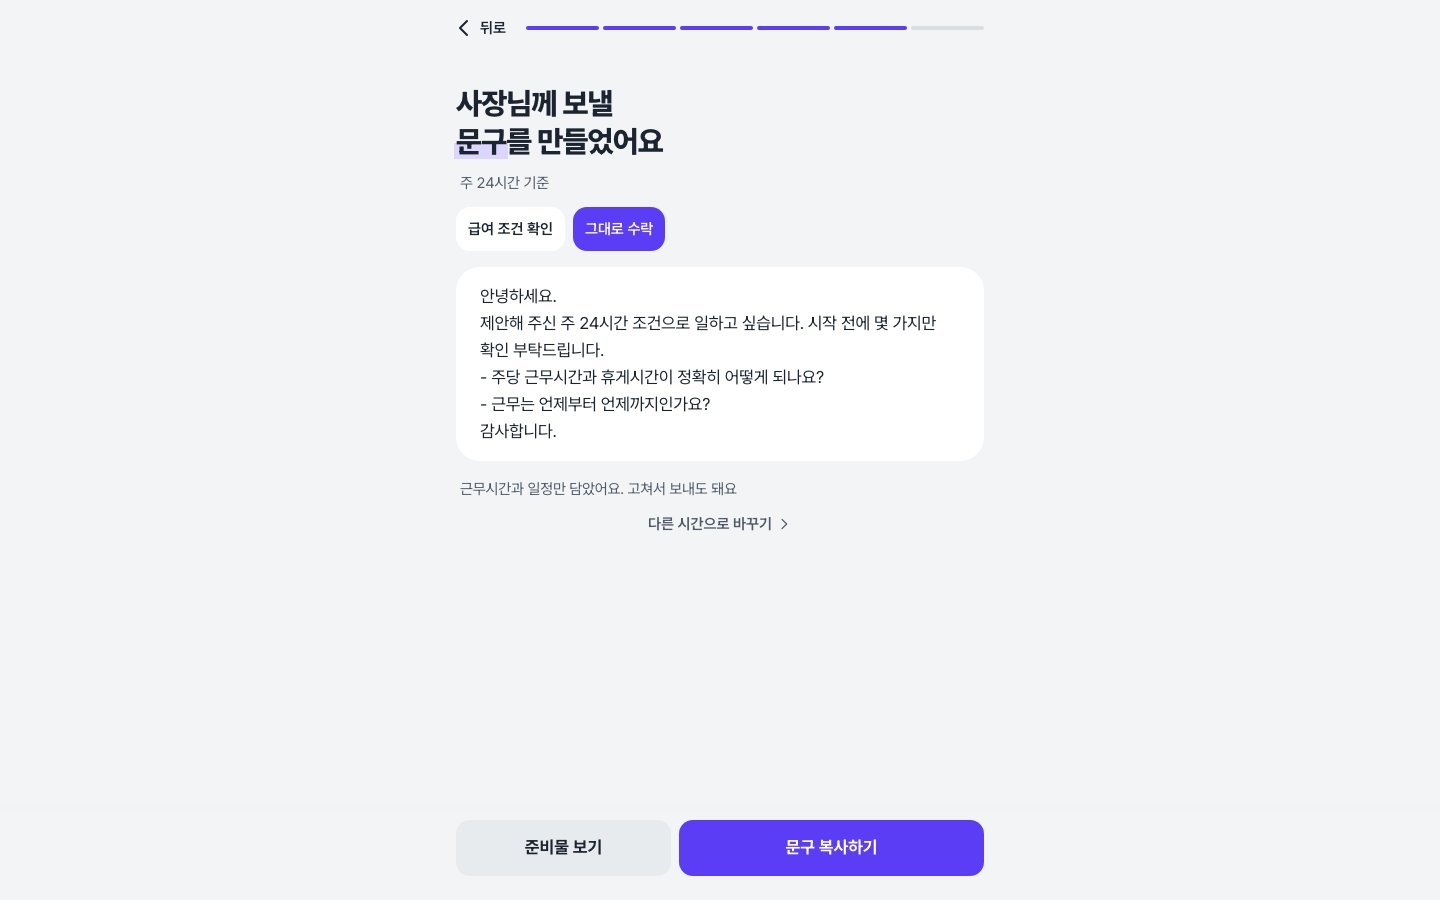 뒤로
사장님께 보낼
문구를 만들었어요
주 24시간 기준
급여 조건 확인
그대로 수락
안녕하세요.
제안해 주신 주 24시간 조건으로 일하고 싶습니다. 시작 전에 몇 가지만
확인 부탁드립니다.
- 주당 근무시간과 휴게시간이 정확히 어떻게 되나요?
- 근무는 언제부터 언제까지인가요?
감사합니다.
근무시간과 일정만 담았어요. 고쳐서 보내도 돼요
다른 시간으로 바꾸기
준비물 보기
문구 복사하기